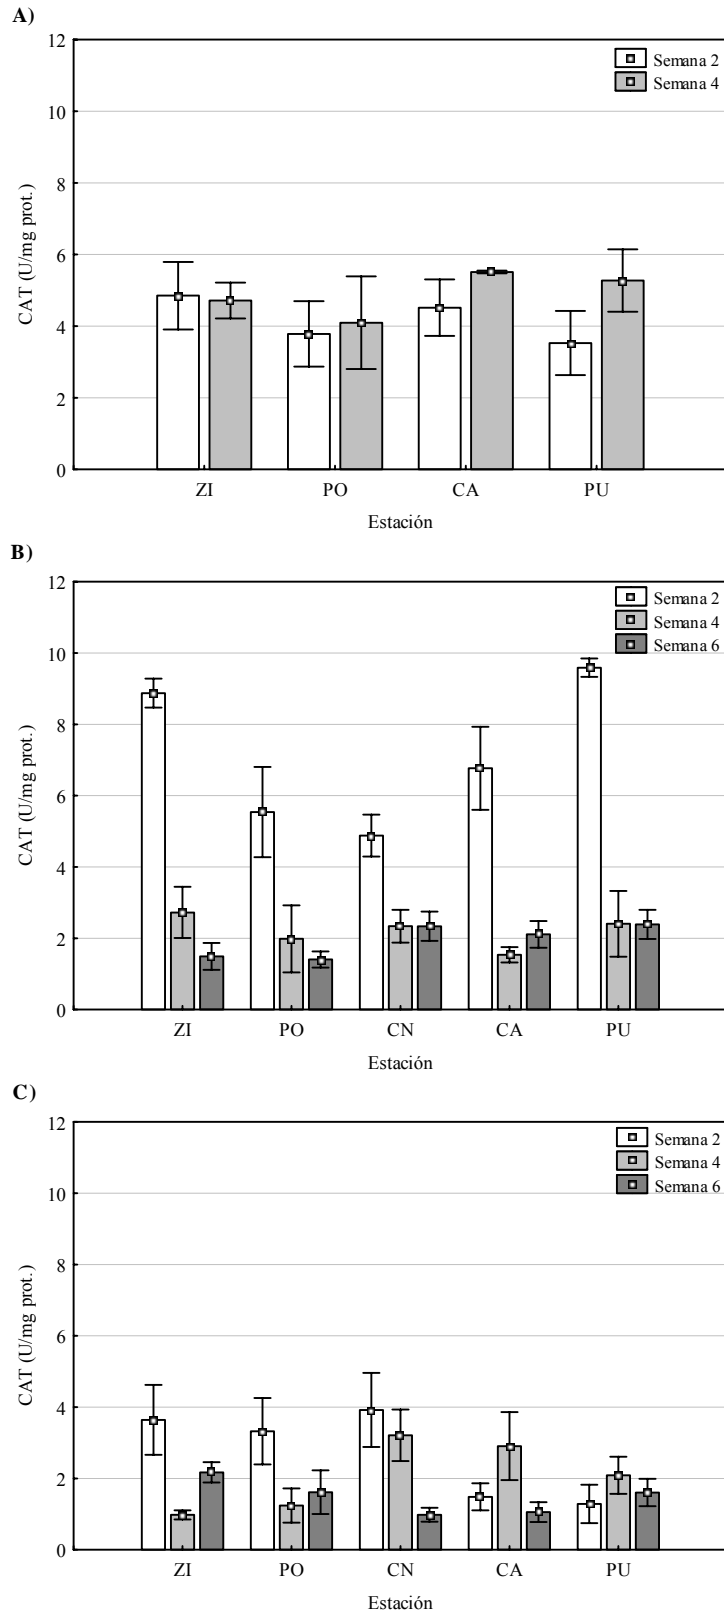 A)
12
10
8
6
4
2
0
CAT (U/mg prot.)
Semana 2
Semana 4
ZI PO CA PU
Estación
B)
12
10
8
6
4
2
0
CAT (U/mg prot.)
Semana 2
Semana 4
Semana 6
ZI PO CN CA PU
Estación
C)
12
10
8
6
4
2
0
CAT (U/mg prot.)
Semana 2
Semana 4
Semana 6
ZI PO CN CA PU
Estación